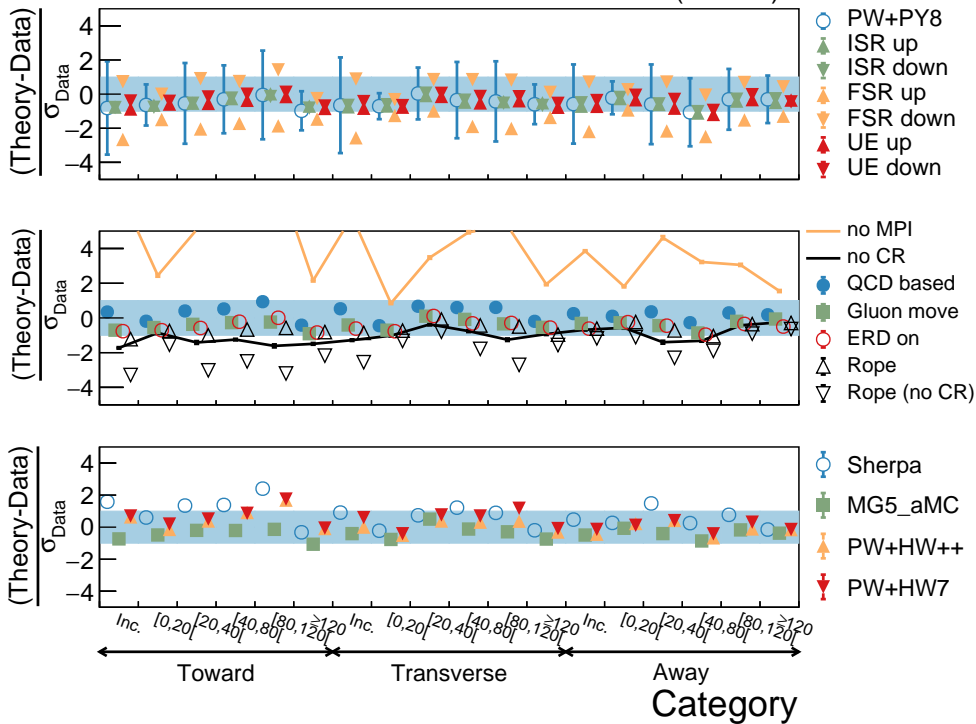 (Theory-Data)
σData
4
2
0
−2
−4
PW+PY8
ISR up
ISR down
FSR up
FSR down
UE up
UE down
(Theory-Data)
σData
4
2
0
−2
−4
no MPI
no CR
QCD based
Gluon move
ERD on
Rope
Rope (no CR)
(Theory-Data)
σData
4
2
0
−2
−4
Sherpa
MG5_aMC
PW+HW++
PW+HW7
Inc. [0,20[ [20,40[ [40,80[ [80,120[ ≥120 Inc. [0,20[ [20,40[ [40,80[ [80,120[ ≥120 Inc. [0,20[ [20,40[ [40,80[ [80,120[ ≥120
Toward Transverse Away
Category